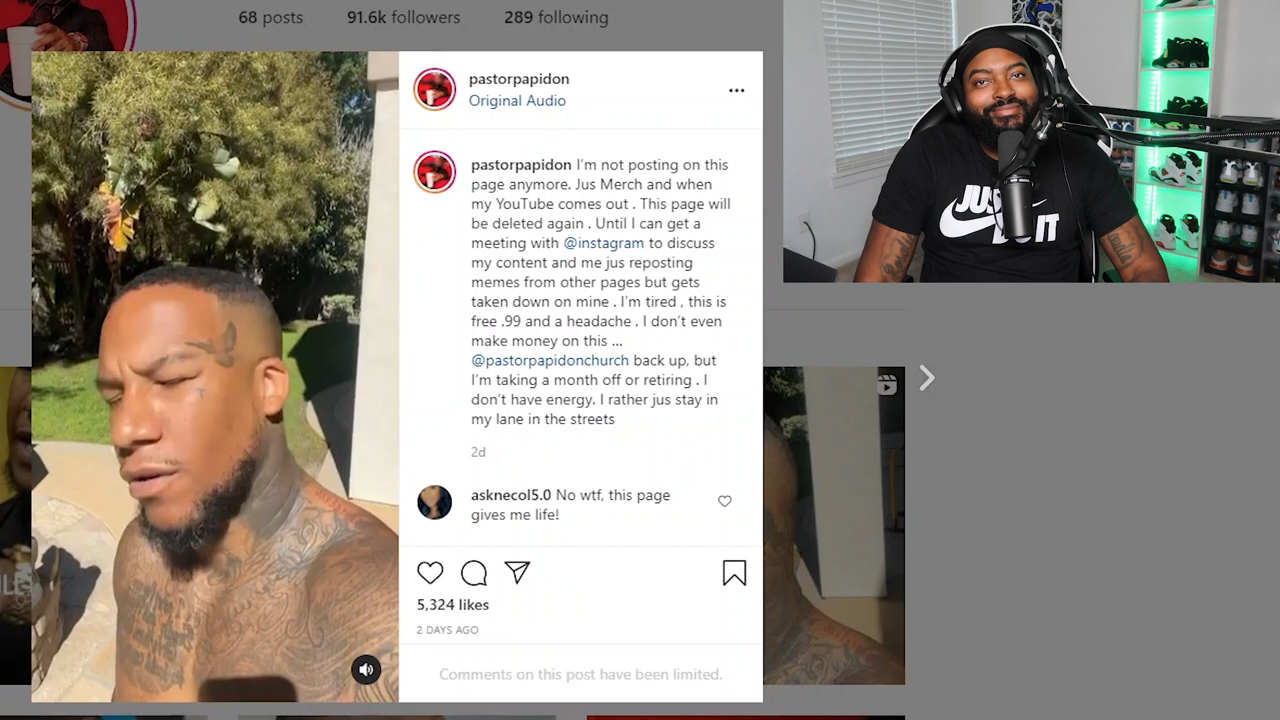 68 posts 91.6k followers 289 following
pastorpapidon
Original Audio
pastorpapidon I'm not posting on this
page anymore. Jus Merch and when
my YouTube comes out . This page will
be deleted again . Until I can get a
meeting with @instagram to discuss
my content and me jus reposting
memes from other pages but gets
taken down on mine . I'm tired , this is
free .99 and a headache . I don't even
make money on this ...
@pastorpapidonchurch back up, but
I'm taking a month off or retiring . I
don't have energy. I rather jus stay in
my lane in the streets
2d
asknecol5.0 No wtf, this page
gives me life!
5,324 likes
2 DAYS AGO
Comments on this post have been limited.
JUST
DO IT